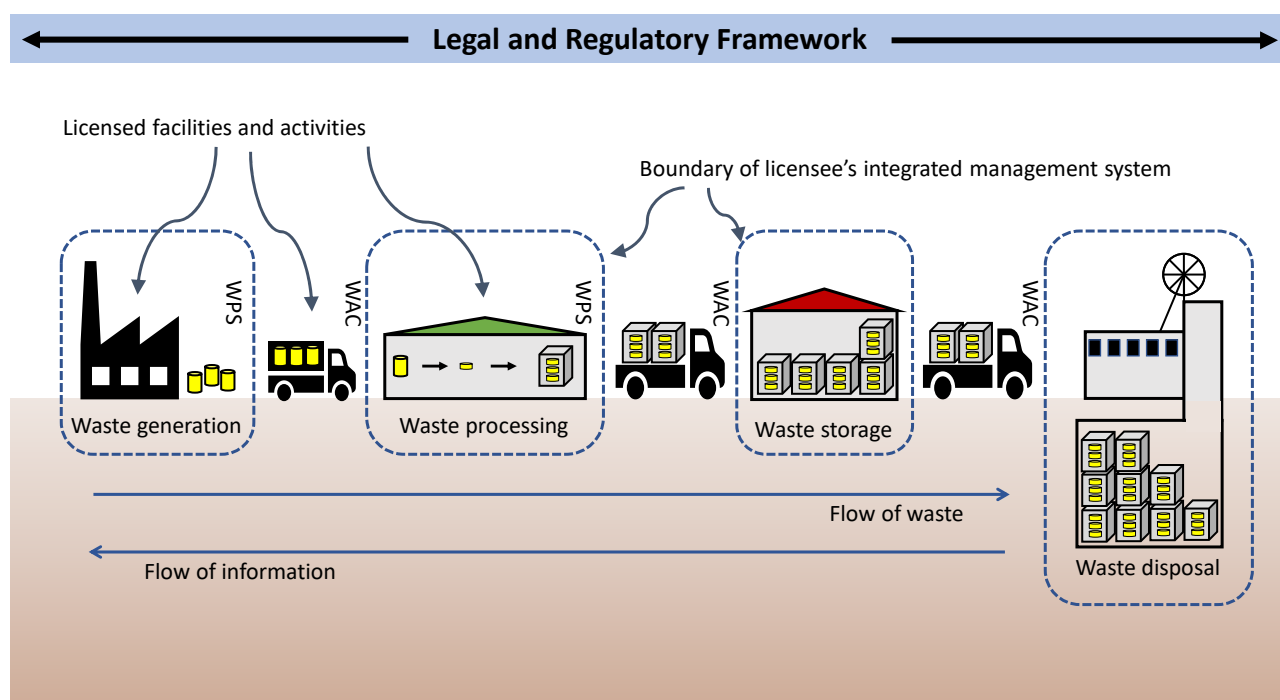 Legal and Regulatory Framework
Licensed facilities and activities
Boundary of licensee's integrated management system
WPS
WAC
WPS
WAC
WAC
Waste generation
Waste processing
Waste storage
Flow of waste
Flow of information
Waste disposal